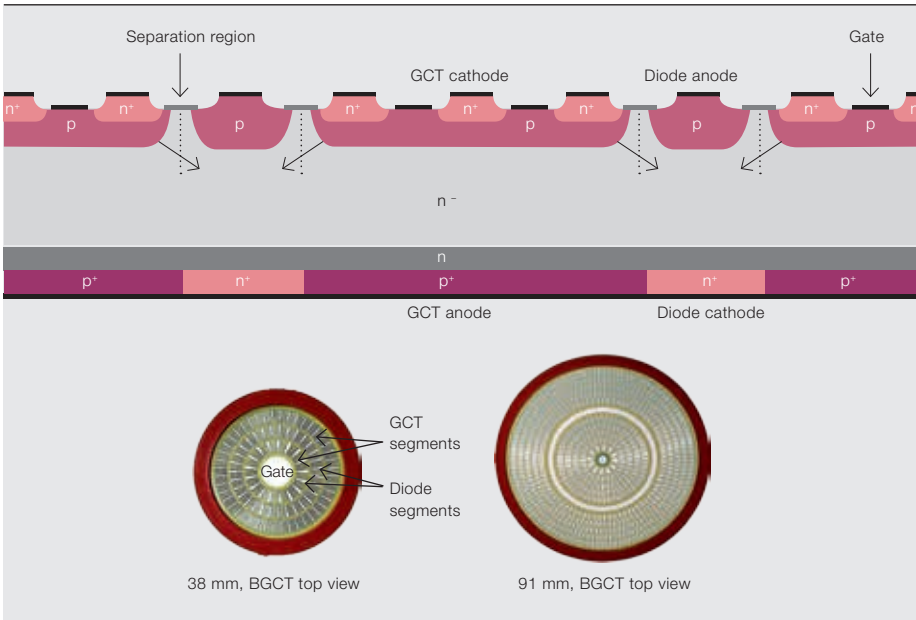 Separation region
Gate
GCT cathode
Diode anode
n⁺ p n⁺ p n⁺ n⁺ p p n⁺ p n
n⁻
n
p⁺ n⁺ p⁺ n⁺ p⁺
GCT anode
Diode cathode
GCT
segments
Gate
Diode
segments
38 mm, BGCT top view
91 mm, BGCT top view